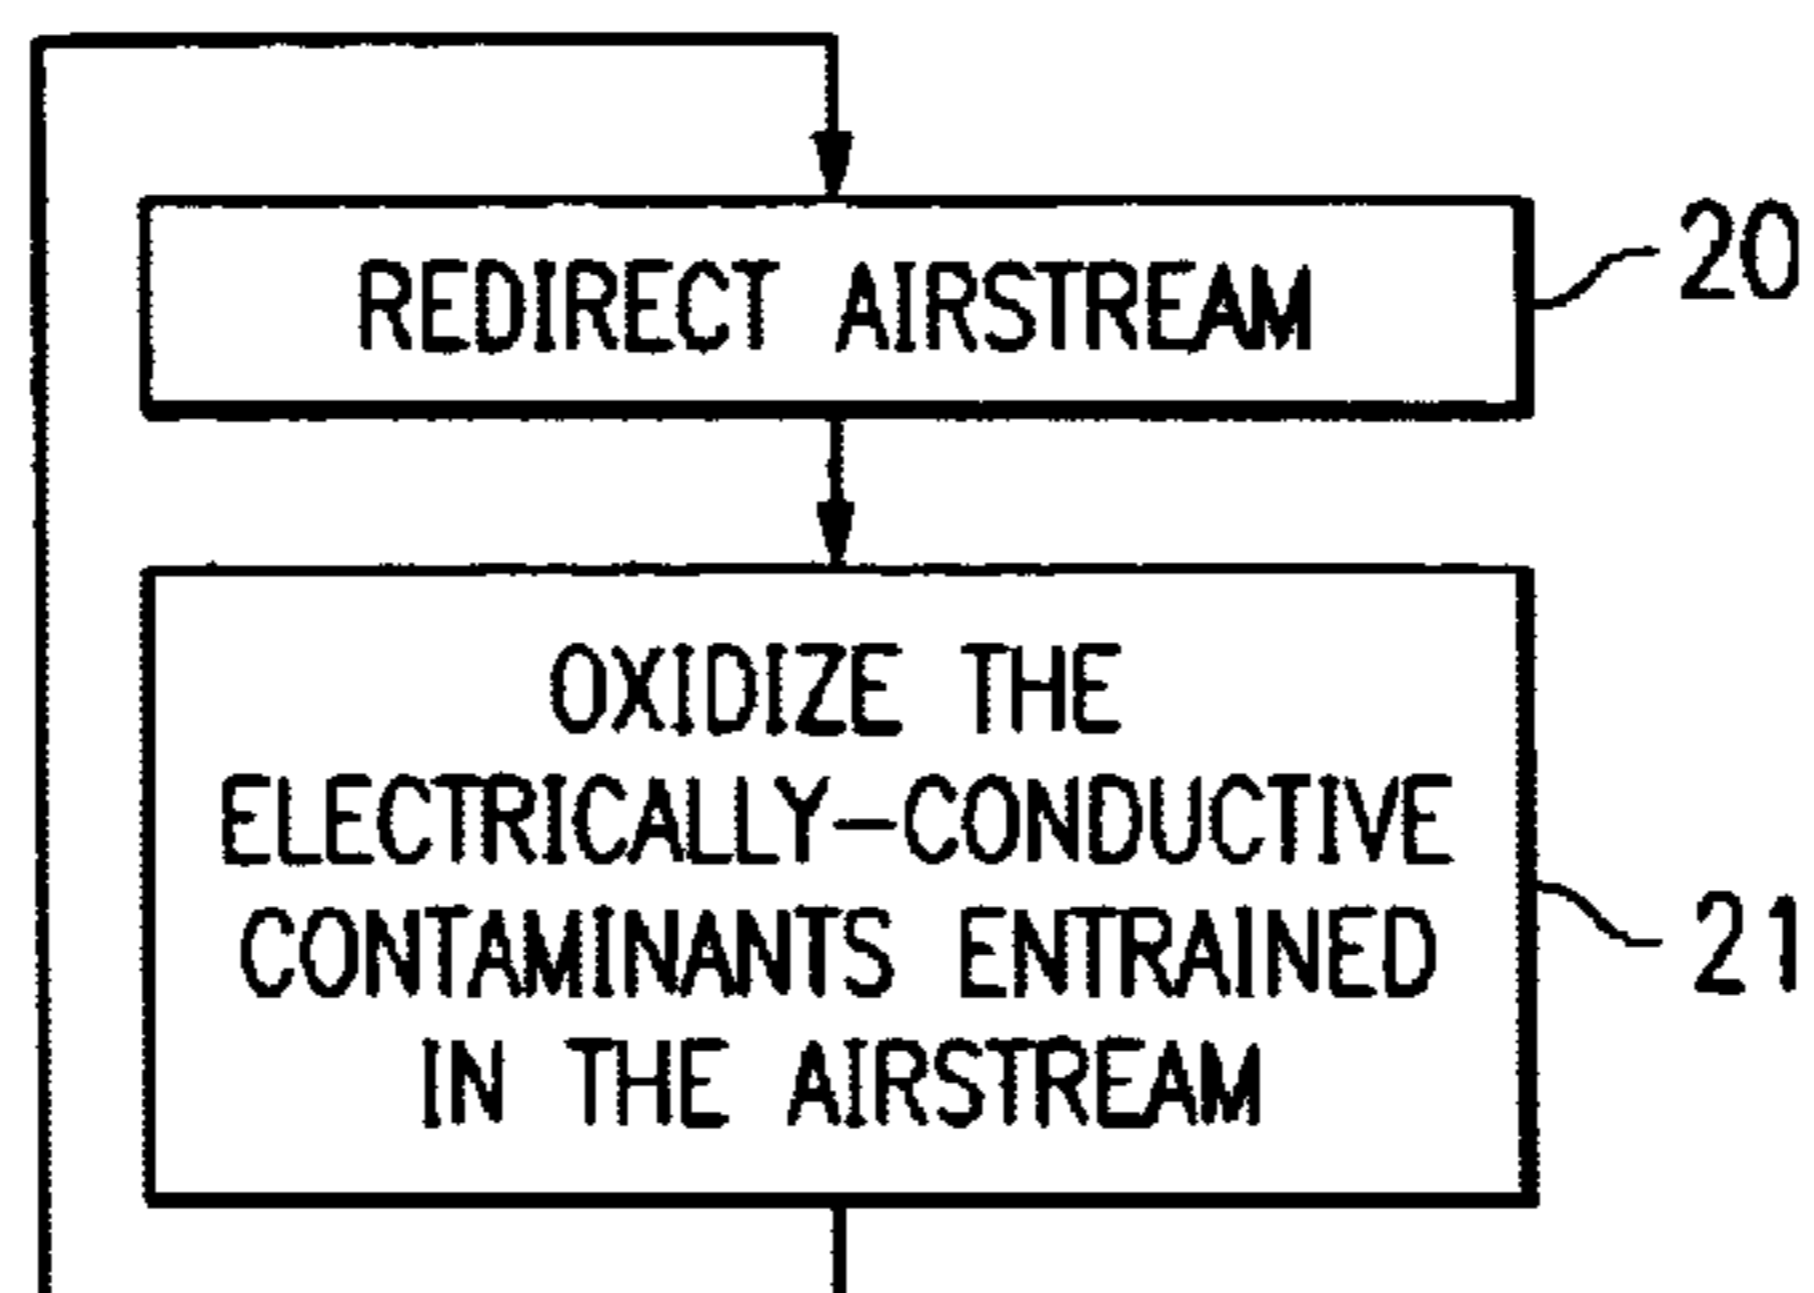 REDIRECT AIRSTREAM
20
OXIDIZE THE
ELECTRICALLY-CONDUCTIVE
CONTAMINANTS ENTRAINED
IN THE AIRSTREAM
21